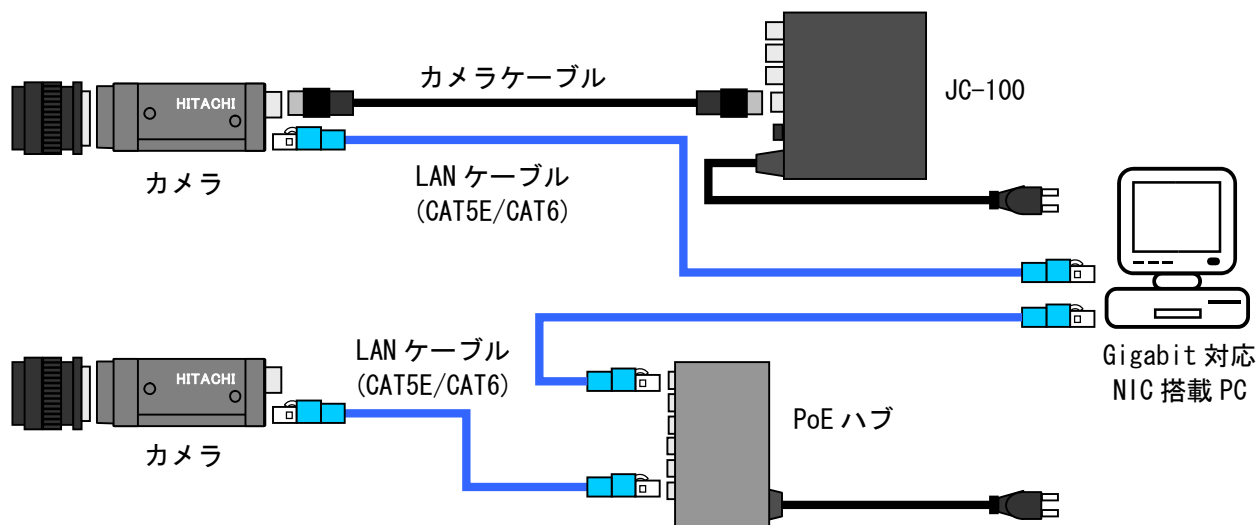 カメラケーブル
JC-100
HITACHI
カメラ
LAN ケーブル
(CAT5E/CAT6)
LAN ケーブル
(CAT5E/CAT6)
HITACHI
カメラ
PoE ハブ
Gigabit 対応
NIC 搭載 PC